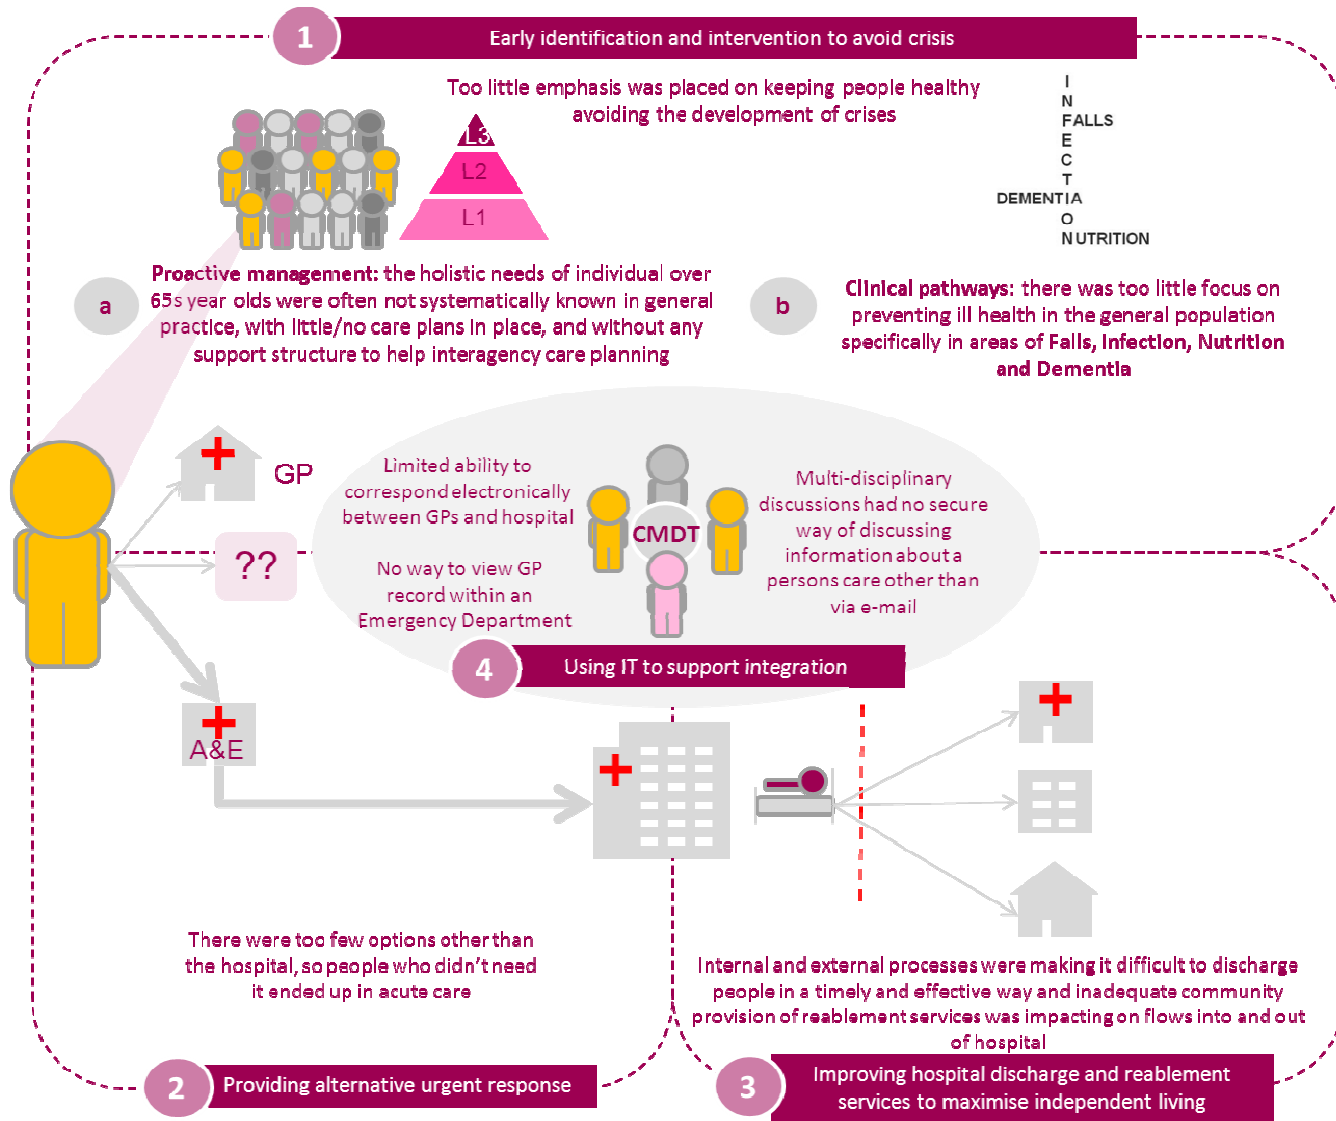 1
Early identification and intervention to avoid crisis
Too little emphasis was placed on keeping people healthy
avoiding the development of crises
L3
L2
L1
INFECTION
FALLS
DEMENTIA
NUTRITION
a
Proactive management: the holistic needs of individual over
65s year olds were often not systematically known in general
practice, with little/no care plans in place, and without any
support structure to help interagency care planning
b
Clinical pathways: there was too little focus on
preventing ill health in the general population
specifically in areas of Falls, Infection, Nutrition
and Dementia
GP
??
A&E
Limited ability to
correspond electronically
between GPs and hospital
No way to view GP
record within an
Emergency Department
CMDT
Multi-disciplinary
discussions had no secure
way of discussing
information about a
persons care other than
via e-mail
4
Using IT to support integration
There were too few options other than
the hospital, so people who didn't need
it ended up in acute care
2
Providing alternative urgent response
Internal and external processes were making it difficult to discharge
people in a timely and effective way and inadequate community
provision of reablement services was impacting on flows into and out
of hospital
3
Improving hospital discharge and reablement
services to maximise independent living